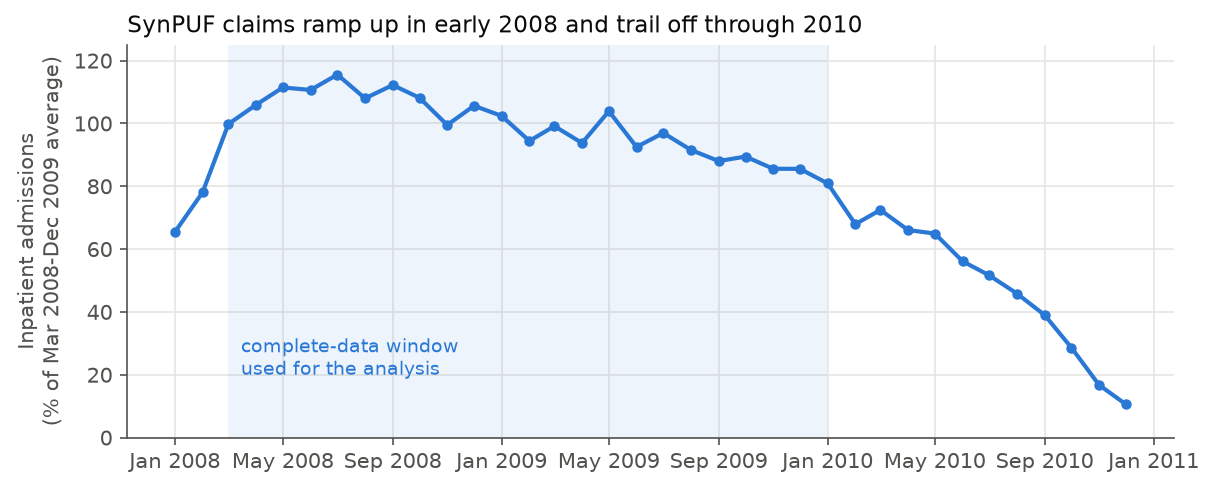 SynPUF claims ramp up in early 2008 and trail off through 2010
Inpatient admissions
(% of Mar 2008-Dec 2009 average)
120
100
80
60
40
20
0
complete-data window
used for the analysis
Jan 2008 May 2008 Sep 2008 Jan 2009 May 2009 Sep 2009 Jan 2010 May 2010 Sep 2010 Jan 2011